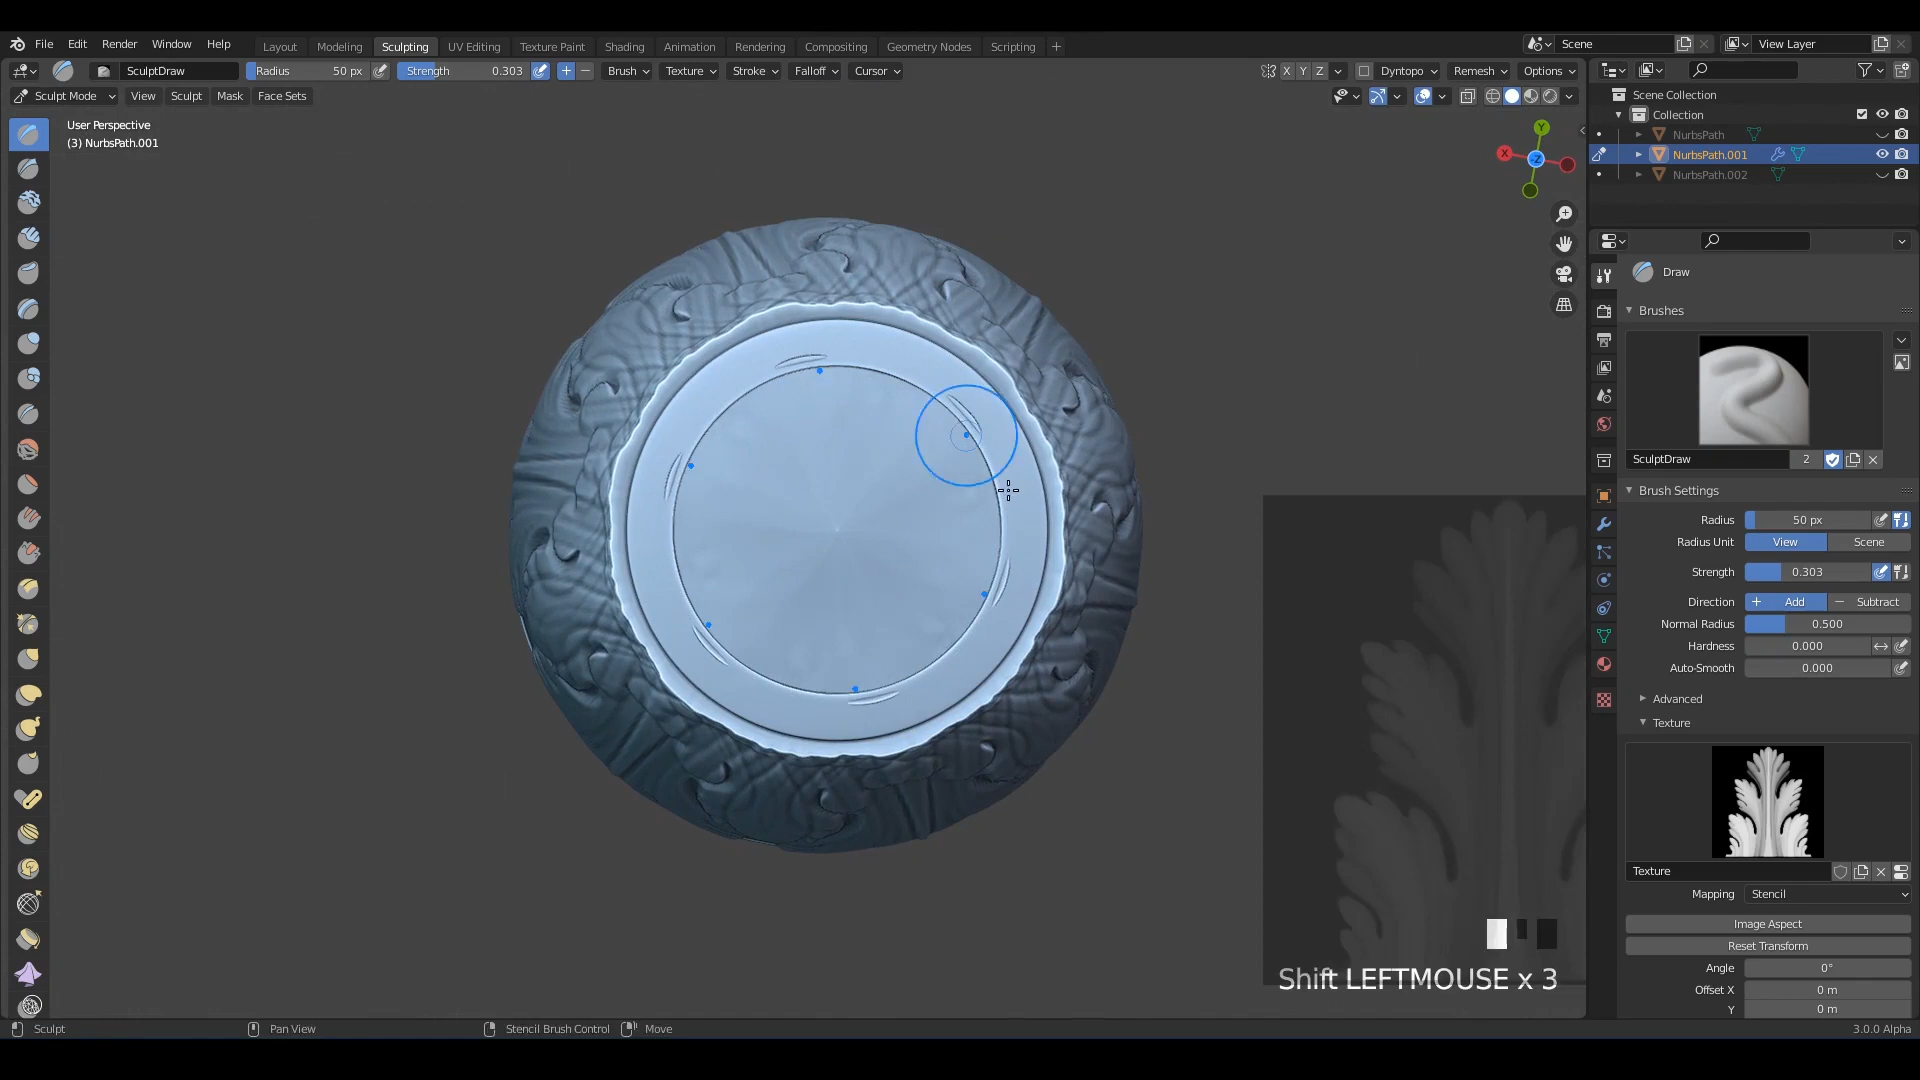 File Edit Render Window Help Layout Modeling Sculpting UV Editing Texture Paint Shading Animation Rendering Compositing Geometry Nodes Scripting + Scene View Layer
SculptDraw Radius 50 px Strength 0.303 + − Brush Texture Stroke Falloff Cursor X Y Z Dyntopo Remesh Options
Sculpt Mode View Sculpt Mask Face Sets
Scene Collection
Collection
NurbsPath
NurbsPath.001
NurbsPath.002
User Perspective
(3) NurbsPath.001
Y
X
-Z
Draw
Brushes
SculptDraw 2
Brush Settings
Radius 50 px
Radius Unit View Scene
Strength 0.303
Direction + Add − Subtract
Normal Radius 0.500
Hardness 0.000
Auto-Smooth 0.000
Advanced
Texture
Texture
Mapping Stencil
Image Aspect
Reset Transform
Angle 0°
Offset X 0 m
Y 0 m
Shift LEFTMOUSE x 3
Sculpt Pan View Stencil Brush Control Move 3.0.0 Alpha